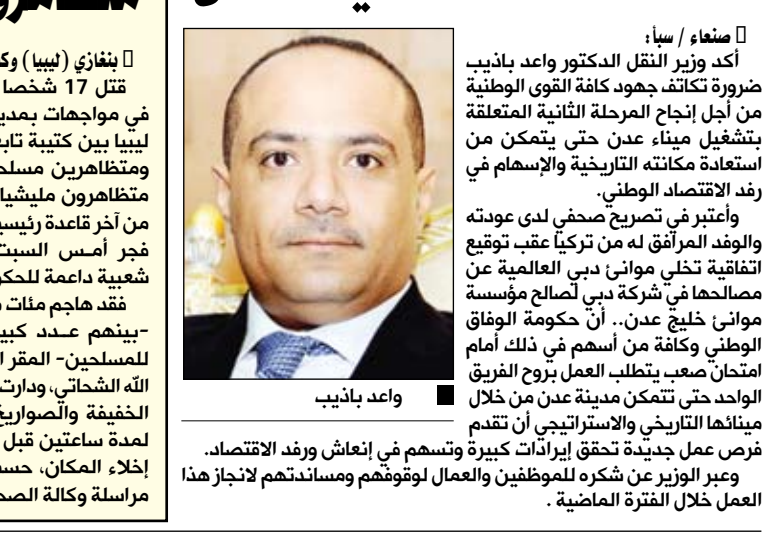 صنعاء / سبأ:
أكد وزير النقل الدكتور واعد باذيب
ضرورة تكاتف جهود كافة القوى الوطنية
من أجل إنجاح المرحلة الثانية المتعلقة
بتشغيل ميناء عدن حتى يتمكن من
استعادة مكانته التاريخية والإسهام في
رفد الاقتصاد الوطني.
وأعتبر في تصريح صحفي لدى عودته
والوفد المرافق له من تركيا عقب توقيع
اتفاقية تخلي موانئ دبي العالمية عن
مصالحها في شركة دبي لصالح مؤسسة
موانئ خليج عدن.. أن حكومة الوفاق
الوطني وكافة من أسهم في ذلك أمام
امتحان صعب يتطلب العمل بروح الفريق
الواحد حتى تتمكن مدينة عدن من خلال
مينائها التاريخي والاستراتيجي أن تقدم
فرص عمل جديدة تحقق إيرادات كبيرة وتسهم في إنعاش ورفد الاقتصاد.
وعبر الوزير عن شكره للموظفين والعمال لوقوفهم ومساندتهم لانجاز هذا
العمل خلال الفترة الماضية .
واعد باذيب
بنغازي (ليبيا) وك
قتل 17 شخصا
في مواجهات بمدي
ليبيا بين كتيبة تابع
ومتظاهرين مسلح
متظاهرون مليشيا
من آخر قاعدة رئيسي
فجر أمس السبت
شعبية داعمة للحكو
فقد هاجم مئات م
-بينهم عدد كبي
للمسلحين- المقر ا
الله الشحاتي، ودارت
الخفيفة والصواريخ
لمدة ساعتين قبل
إخلاء المكان، حسب
مراسلة وكالة الصح